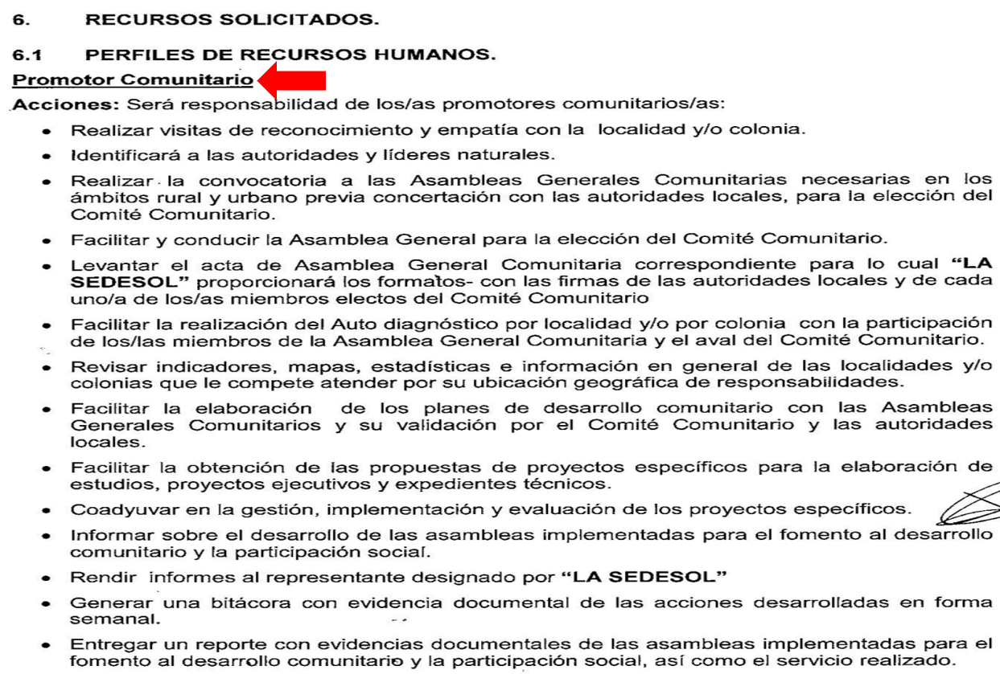 6. RECURSOS SOLICITADOS.
6.1 PERFILES DE RECURSOS HUMANOS.
Promotor Comunitario
Acciones: Será responsabilidad de los/as promotores comunitarios/as:
• Realizar visitas de reconocimiento y empatía con la localidad y/o colonia.
• Identificará a las autoridades y líderes naturales.
• Realizar la convocatoria a las Asambleas Generales Comunitarias necesarias en los
ámbitos rural y urbano previa concertación con las autoridades locales, para la elección del
Comité Comunitario.
• Facilitar y conducir la Asamblea General para la elección del Comité Comunitario.
• Levantar el acta de Asamblea General Comunitaria correspondiente para lo cual “LA
SEDESOL” proporcionará los formatos- con las firmas de las autoridades locales y de cada
uno/a de los/as miembros electos del Comité Comunitario
• Facilitar la realización del Auto diagnóstico por localidad y/o por colonia con la participación
de los/las miembros de la Asamblea General Comunitaria y el aval del Comité Comunitario.
• Revisar indicadores, mapas, estadísticas e información en general de las localidades y/o
colonias que le compete atender por su ubicación geográfica de responsabilidades.
• Facilitar la elaboración de los planes de desarrollo comunitario con las Asambleas
Generales Comunitarios y su validación por el Comité Comunitario y las autoridades
locales.
• Facilitar la obtención de las propuestas de proyectos específicos para la elaboración de
estudios, proyectos ejecutivos y expedientes técnicos.
• Coadyuvar en la gestión, implementación y evaluación de los proyectos específicos.
• Informar sobre el desarrollo de las asambleas implementadas para el fomento al desarrollo
comunitario y la participación social.
• Rendir informes al representante designado por “LA SEDESOL”
• Generar una bitácora con evidencia documental de las acciones desarrolladas en forma
semanal.
• Entregar un reporte con evidencias documentales de las asambleas implementadas para el
fomento al desarrollo comunitario y la participación social, así como el servicio realizado.